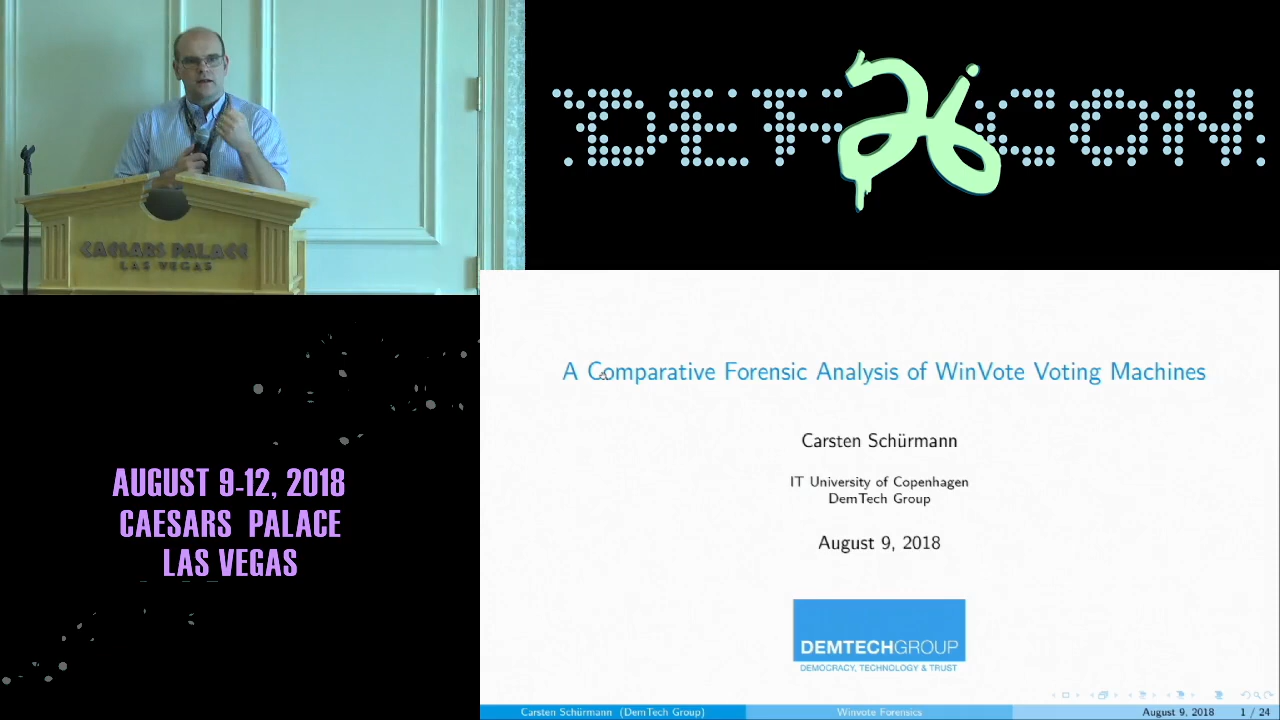 CAESARS PALACE
LAS VEGAS
DEF 26 CON
AUGUST 9-12, 2018
CAESARS PALACE
LAS VEGAS
A Comparative Forensic Analysis of WinVote Voting Machines
Carsten Schürmann
IT University of Copenhagen
DemTech Group
August 9, 2018
DEMTECHGROUP
DEMOCRACY, TECHNOLOGY & TRUST
Carsten Schürmann (DemTech Group)
Winvote Forensics
August 9, 2018
1 / 24